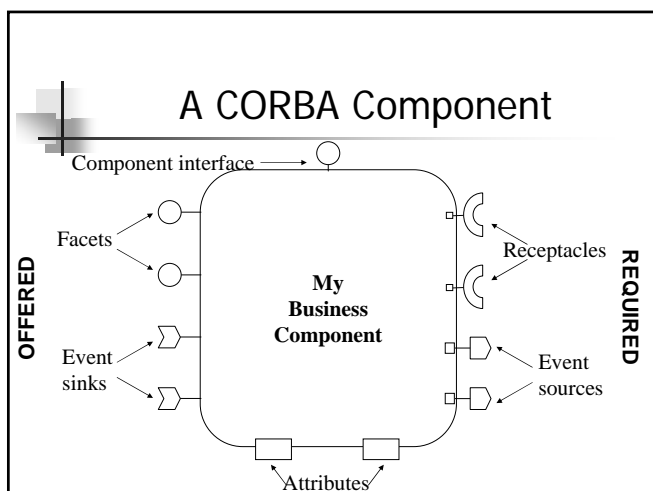 A CORBA Component
Component interface
Facets
Receptacles
OFFERED
My
Business
Component
REQUIRED
Event
sinks
Event
sources
Attributes